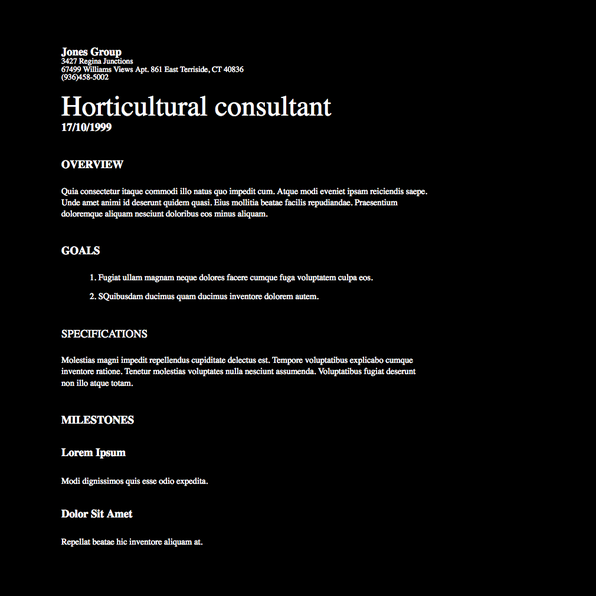 Jones Group
3427 Regina Junctions
67499 Williams Views Apt. 861 East Terriside, CT 40836
(936)458-5002
Horticultural consultant
17/10/1999
OVERVIEW
Quia consectetur itaque commodi illo natus quo impedit cum. Atque modi eveniet ipsam reiciendis saepe.
Unde amet animi id deserunt quidem quasi. Eius mollitia beatae facilis repudiandae. Praesentium
doloremque aliquam nesciunt doloribus eos minus aliquam.
GOALS
1. Fugiat ullam magnam neque dolores facere cumque fuga voluptatem culpa eos.
2. SQuibusdam ducimus quam ducimus inventore dolorem autem.
SPECIFICATIONS
Molestias magni impedit repellendus cupiditate delectus est. Tempore voluptatibus explicabo cumque
inventore ratione. Tenetur molestias voluptates nulla nesciunt assumenda. Voluptatibus fugiat deserunt
non illo atque totam.
MILESTONES
Lorem Ipsum
Modi dignissimos quis esse odio expedita.
Dolor Sit Amet
Repellat beatae hic inventore aliquam at.